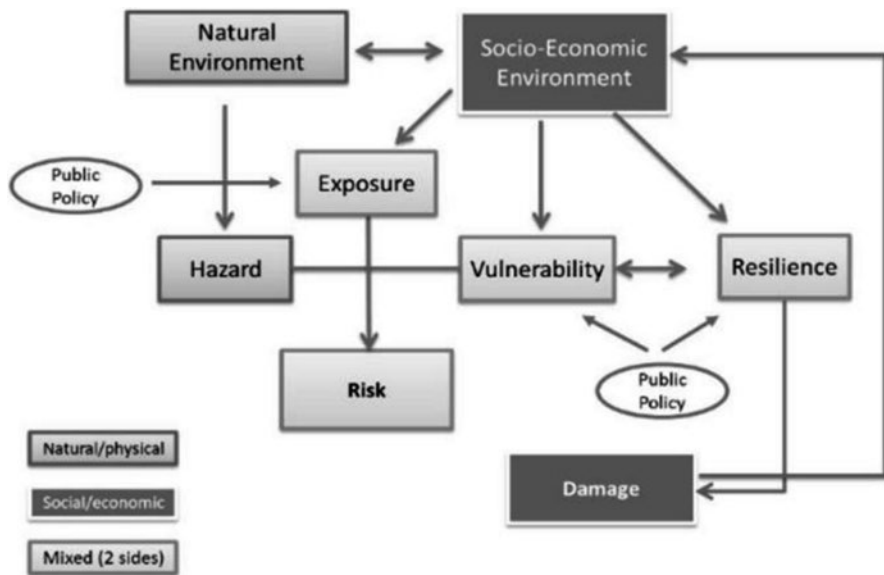 Natural
Environment
Socio-Economic
Environment
Public
Policy
Exposure
Hazard
Vulnerability
Resilience
Risk
Public
Policy
Natural/physical
Social/economic
Damage
Mixed (2 sides)